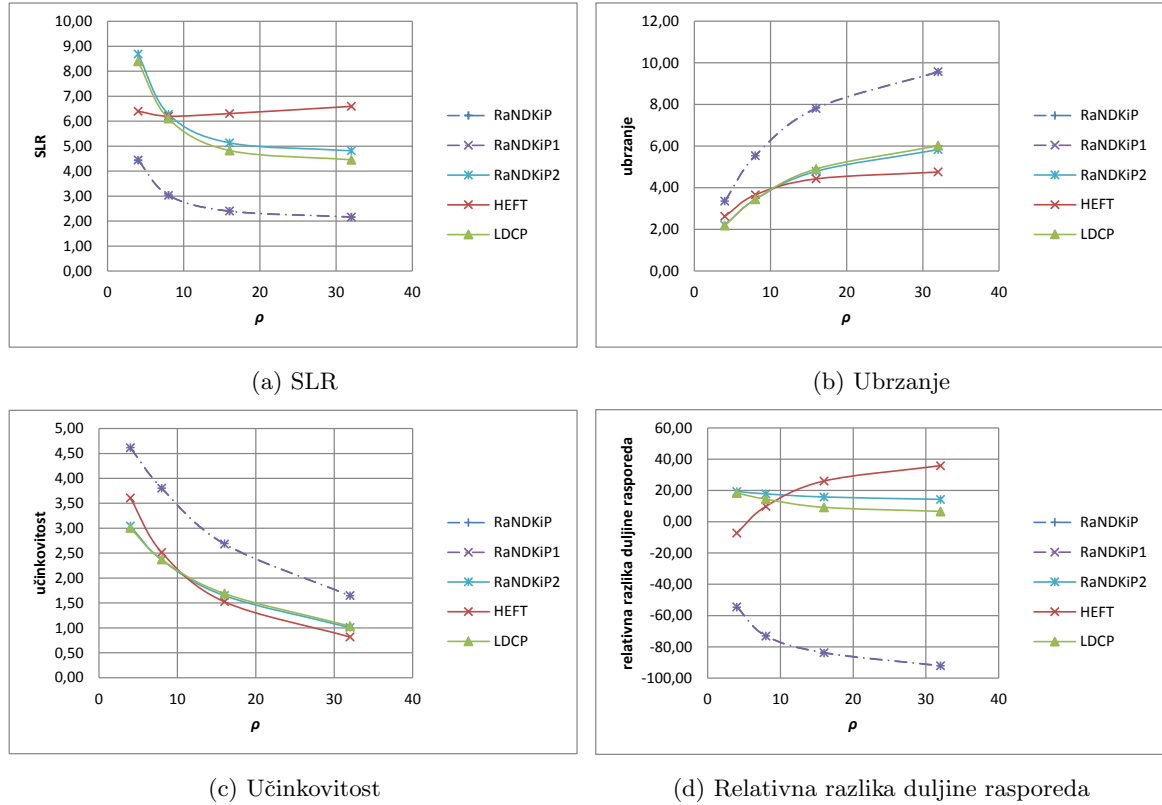 10,00
9,00
8,00
7,00
6,00
5,00
4,00
3,00
2,00
1,00
0,00
SLR
0 10 20 30 40
ρ
RaNDKiP
RaNDKiP1
RaNDKiP2
HEFT
LDCP
(a) SLR
12,00
10,00
8,00
6,00
4,00
2,00
0,00
ubrzanje
0 10 20 30 40
ρ
RaNDKiP
RaNDKiP1
RaNDKiP2
HEFT
LDCP
(b) Ubrzanje
5,00
4,50
4,00
3,50
3,00
2,50
2,00
1,50
1,00
0,50
0,00
učinkovitost
0 10 20 30 40
ρ
RaNDKiP
RaNDKiP1
RaNDKiP2
HEFT
LDCP
(c) Učinkovitost
60,00
40,00
20,00
0,00
-20,00
-40,00
-60,00
-80,00
-100,00
relativna razlika duljine rasporeda
0 10 20 30 40
ρ
RaNDKiP
RaNDKiP1
RaNDKiP2
HEFT
LDCP
(d) Relativna razlika duljine rasporeda